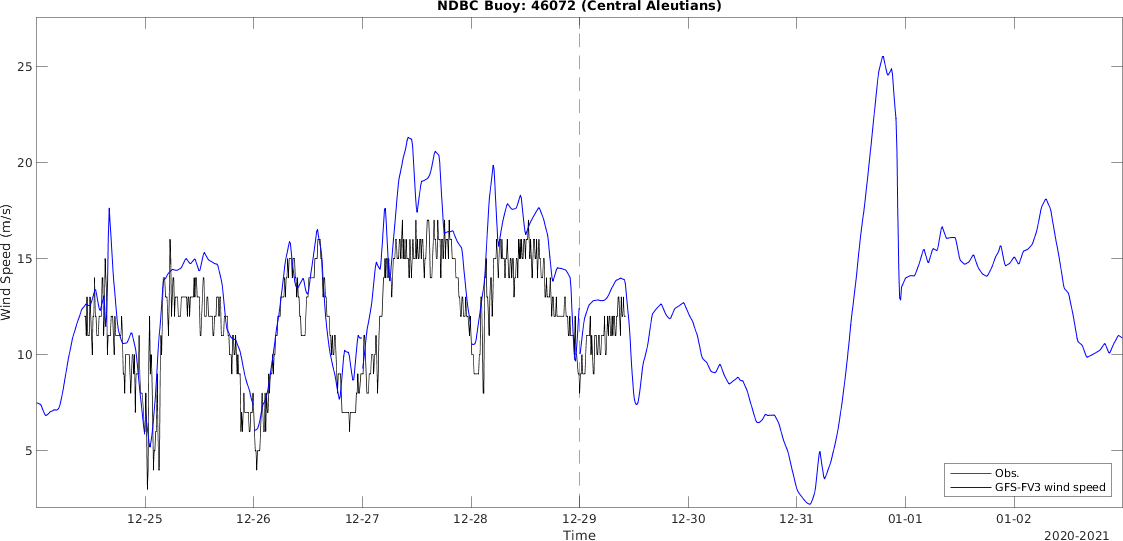 NDBC Buoy: 46072 (Central Aleutians)
25
20
15
10
5
Wind Speed (m/s)
Obs.
GFS-FV3 wind speed
12-25 12-26 12-27 12-28 12-29 12-30 12-31 01-01 01-02
Time
2020-2021